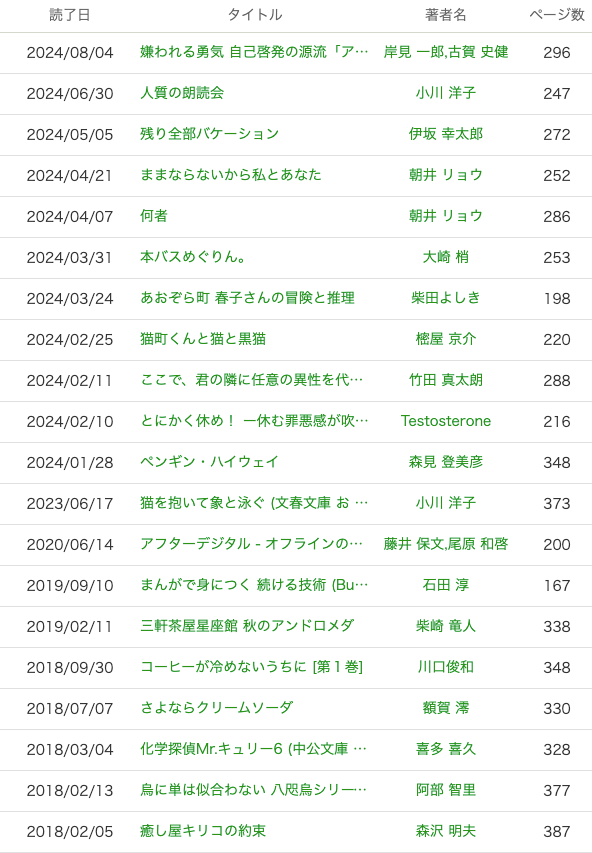 読了日 タイトル 著者名 ページ数
2024/08/04 嫌われる勇気 自己啓発の源流「ア… 岸見 一郎,古賀 史健 296
2024/06/30 人質の朗読会 小川 洋子 247
2024/05/05 残り全部バケーション 伊坂 幸太郎 272
2024/04/21 ままならないから私とあなた 朝井 リョウ 252
2024/04/07 何者 朝井 リョウ 286
2024/03/31 本バスめぐりん。 大崎 梢 253
2024/03/24 あおぞら町 春子さんの冒険と推理 柴田よしき 198
2024/02/25 猫町くんと猫と黒猫 樒屋 京介 220
2024/02/11 ここで、君の隣に任意の異性を代… 竹田 真太朗 288
2024/02/10 とにかく休め！ ー休む罪悪感が吹… Testosterone 216
2024/01/28 ペンギン・ハイウェイ 森見 登美彦 348
2023/06/17 猫を抱いて象と泳ぐ (文春文庫 お … 小川 洋子 373
2020/06/14 アフターデジタル - オフラインの… 藤井 保文,尾原 和啓 200
2019/09/10 まんがで身につく 続ける技術 (Bu… 石田 淳 167
2019/02/11 三軒茶屋星座館 秋のアンドロメダ 柴崎 竜人 338
2018/09/30 コーヒーが冷めないうちに [第１巻] 川口俊和 348
2018/07/07 さよならクリームソーダ 額賀 澪 330
2018/03/04 化学探偵Mr.キュリー6 (中公文庫 … 喜多 喜久 328
2018/02/13 烏に単は似合わない 八咫烏シリー… 阿部 智里 377
2018/02/05 癒し屋キリコの約束 森沢 明夫 387